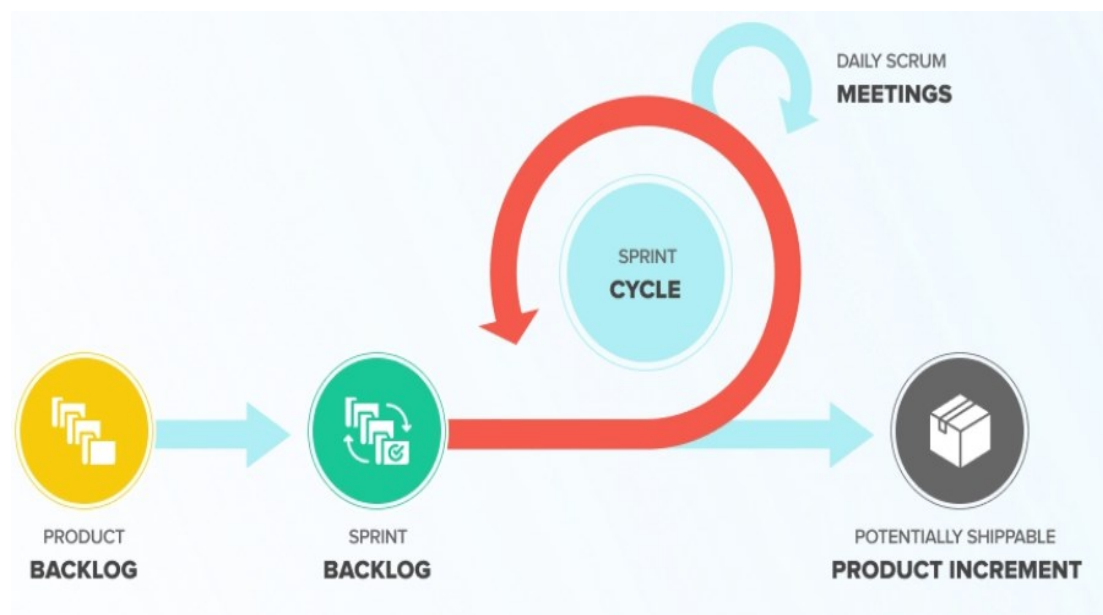 DAILY SCRUM
MEETINGS
SPRINT
CYCLE
PRODUCT
BACKLOG
SPRINT
BACKLOG
POTENTIALLY SHIPPABLE
PRODUCT INCREMENT